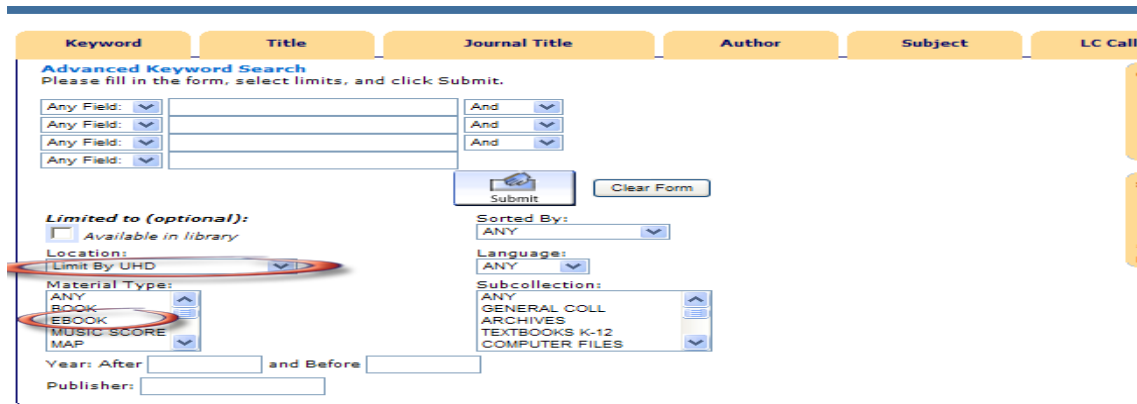 Keyword Title Journal Title Author Subject LC Call
Advanced Keyword Search
Please fill in the form, select limits, and click Submit.
Any Field: And
Any Field: And
Any Field: And
Any Field:
Submit Clear Form
Limited to (optional): Sorted By:
Available in library ANY
Location: Language:
Limit By UHD ANY
Material Type: Subcollection:
ANY ANY
BOOK GENERAL COLL
EBOOK ARCHIVES
MUSIC SCORE TEXTBOOKS K-12
MAP COMPUTER FILES
Year: After and Before
Publisher: